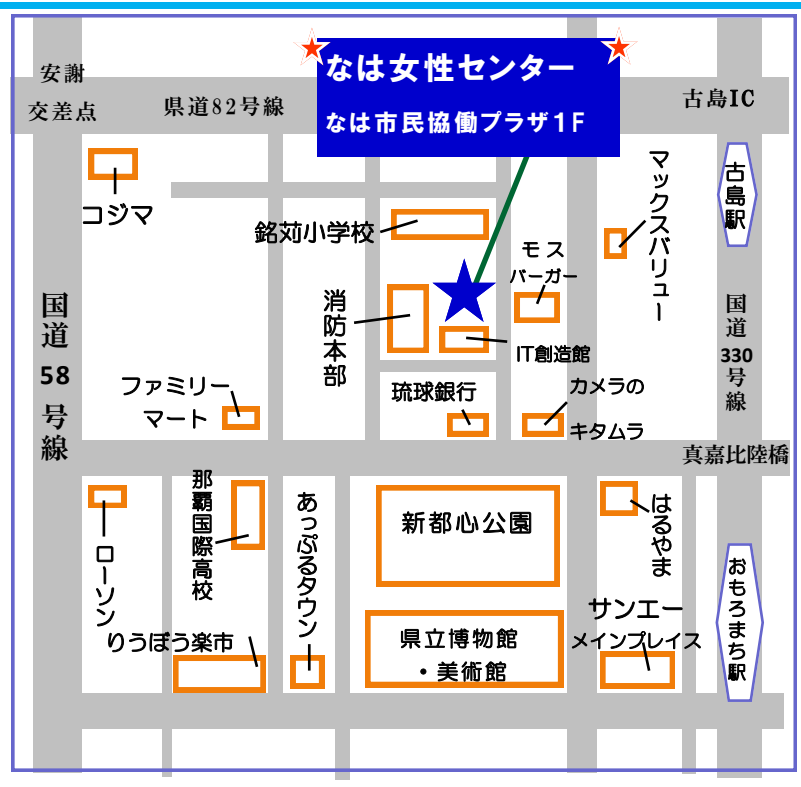 なは女性センター
なは市民協働プラザ1F
安謝
交差点
県道82号線
古島IC
コジマ
銘苅小学校
モス
バーガー
マックスバリュー
古島駅
国道
58
号線
消防本部
IT創造館
国道
330
号線
ファミリー
マート
琉球銀行
カメラの
キタムラ
真嘉比陸橋
ローソン
那覇国際高校
あっぷるタウン
新都心公園
はるやま
おもろまち駅
りうぼう楽市
県立博物館
・美術館
サンエー
メインプレイス